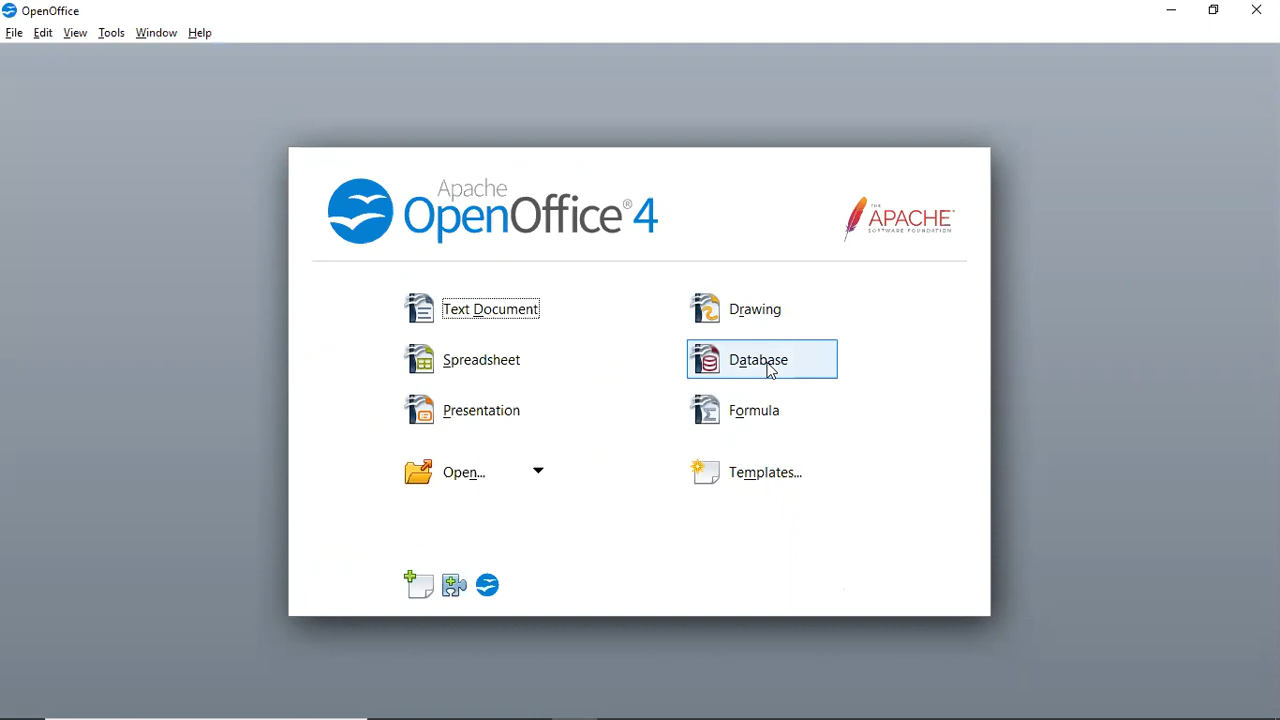 OpenOffice
File Edit View Tools Window Help
Apache
OpenOffice® 4
THE
APACHE™
SOFTWARE FOUNDATION
Text Document
Drawing
Spreadsheet
Database
Presentation
Formula
Open...
Templates...